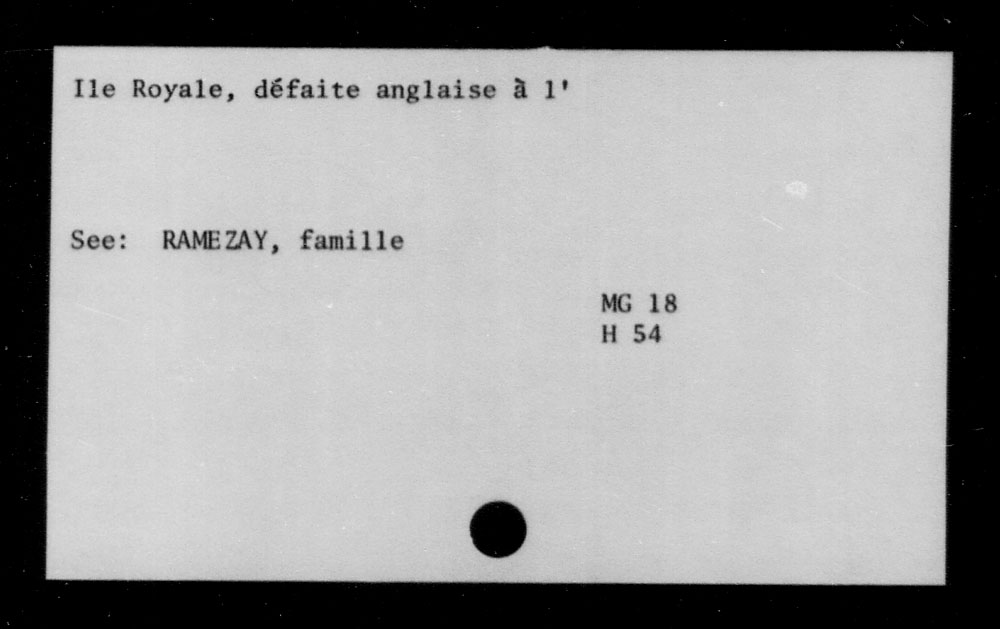 Ile Royale, défaite anglaise à l'
See: RAMEZAY, famille
MG 18
H 54